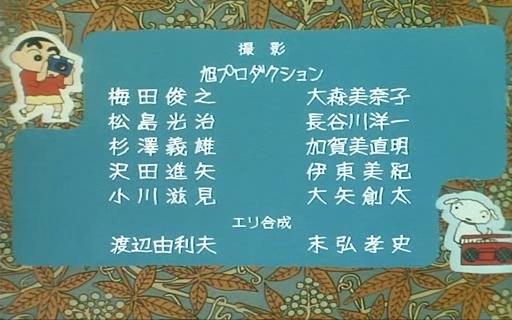 撮影
旭プロダクション
梅田俊之 大森美奈子
松島光治 長谷川洋一
杉澤義雄 加賀美直明
沢田進矢 伊東美紀
小川滋見 大矢創太
エリ合成
渡辺由利夫 末弘孝史